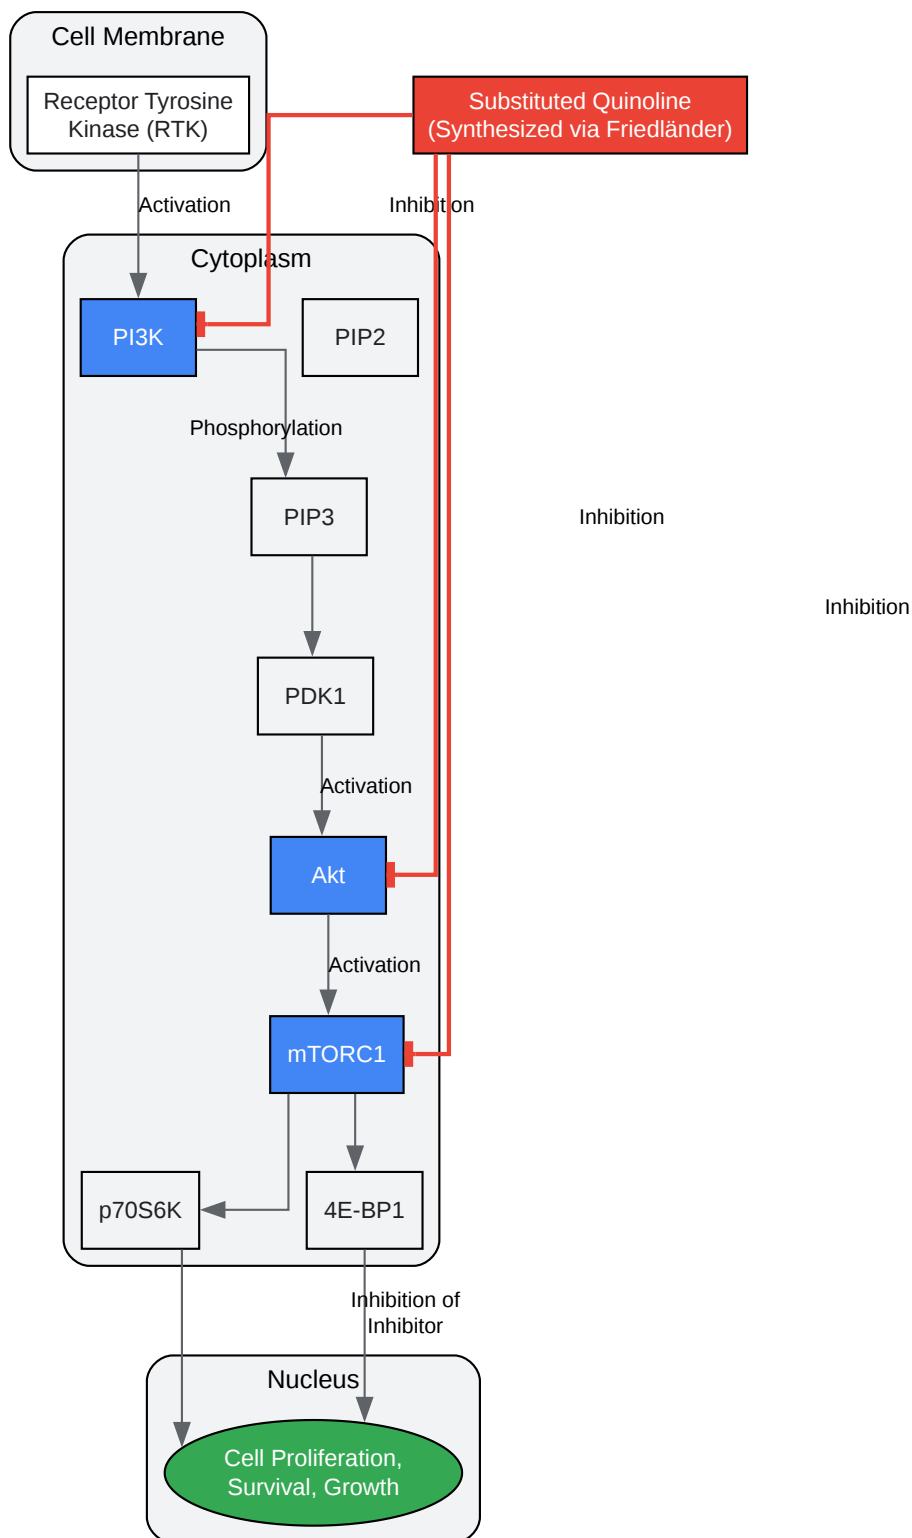 Cell Membrane
Receptor Tyrosine
Kinase (RTK)
Substituted Quinoline
(Synthesized via Friedländer)
Activation
Inhibition
Cytoplasm
PI3K
PIP2
Phosphorylation
PIP3
Inhibition
Inhibition
PDK1
Activation
Akt
Activation
mTORC1
p70S6K
4E-BP1
Inhibition of
Inhibitor
Nucleus
Cell Proliferation,
Survival, Growth